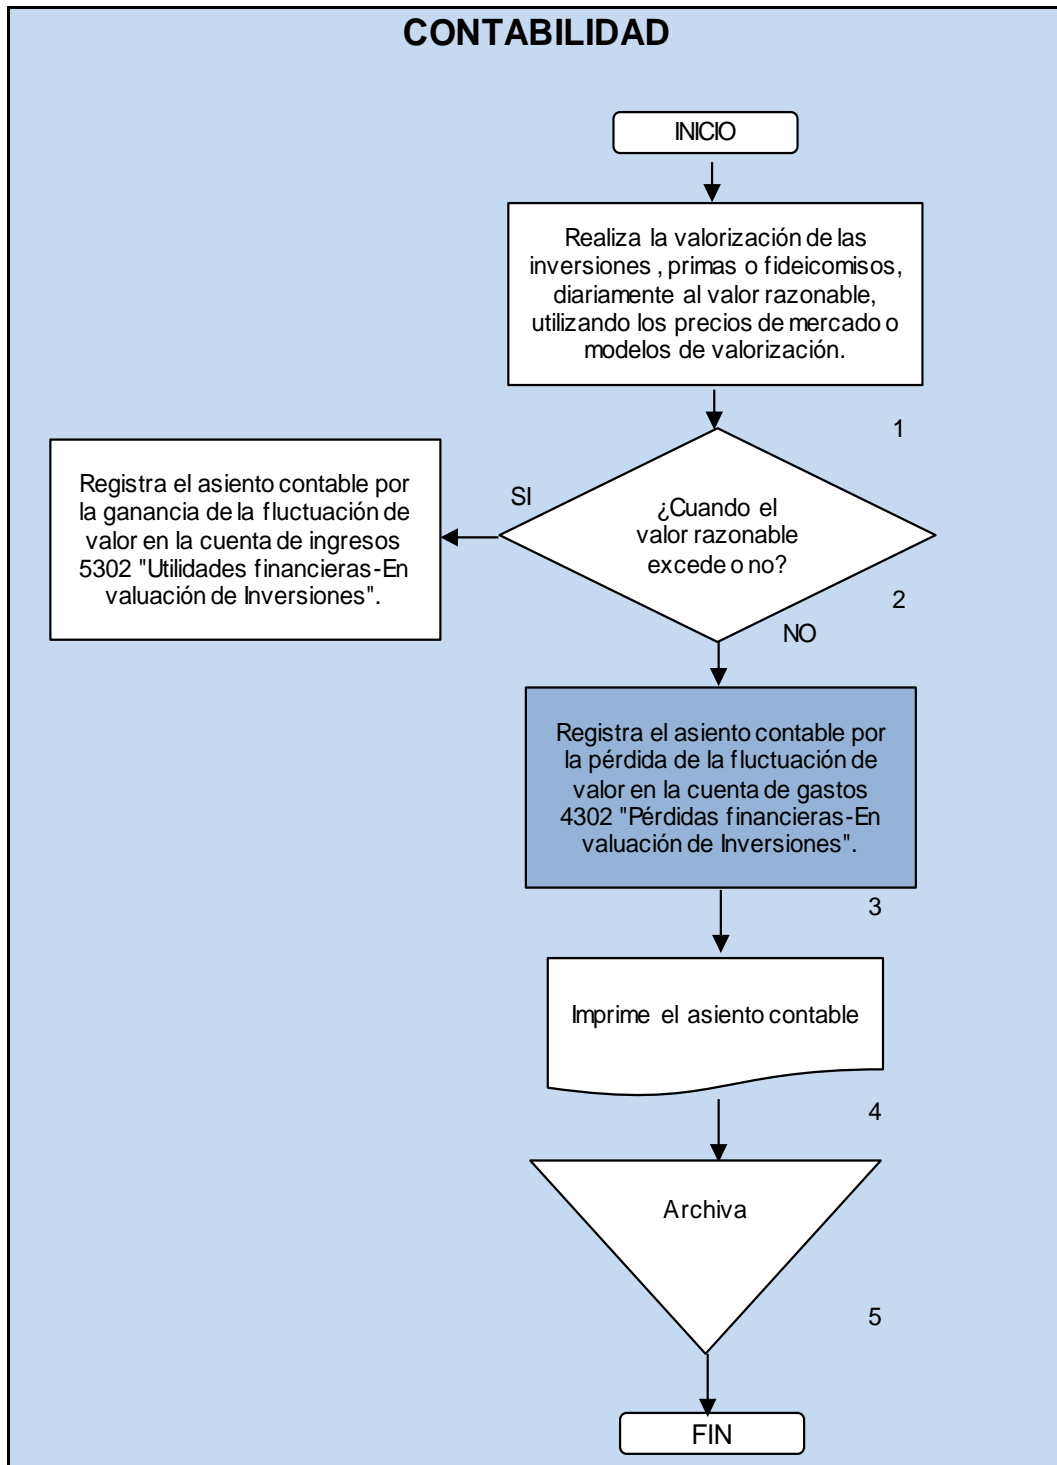 CONTABILIDAD
INICIO
Realiza la valorización de las
inversiones , primas o fideicomisos,
diariamente al valor razonable,
utilizando los precios de mercado o
modelos de valorización.
1
Registra el asiento contable por
la ganancia de la fluctuación de
valor en la cuenta de ingresos
5302 "Utilidades financieras-En
valuación de Inversiones".
SI
¿Cuando el
valor razonable
excede o no?
2
NO
Registra el asiento contable por
la pérdida de la fluctuación de
valor en la cuenta de gastos
4302 "Pérdidas financieras-En
valuación de Inversiones".
3
Imprime el asiento contable
4
Archiva
5
FIN